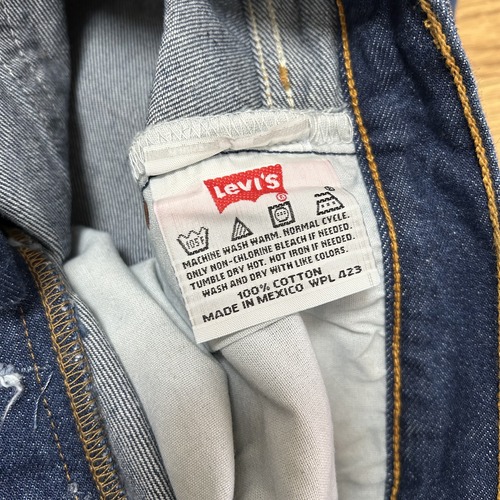 Levi's
105F
MACHINE WASH WARM. NORMAL CYCLE.
ONLY NON-CHLORINE BLEACH IF NEEDED.
TUMBLE DRY HOT. HOT IRON IF NEEDED.
WASH AND DRY WITH LIKE COLORS.
100% COTTON
MADE IN MEXICO WPL 423